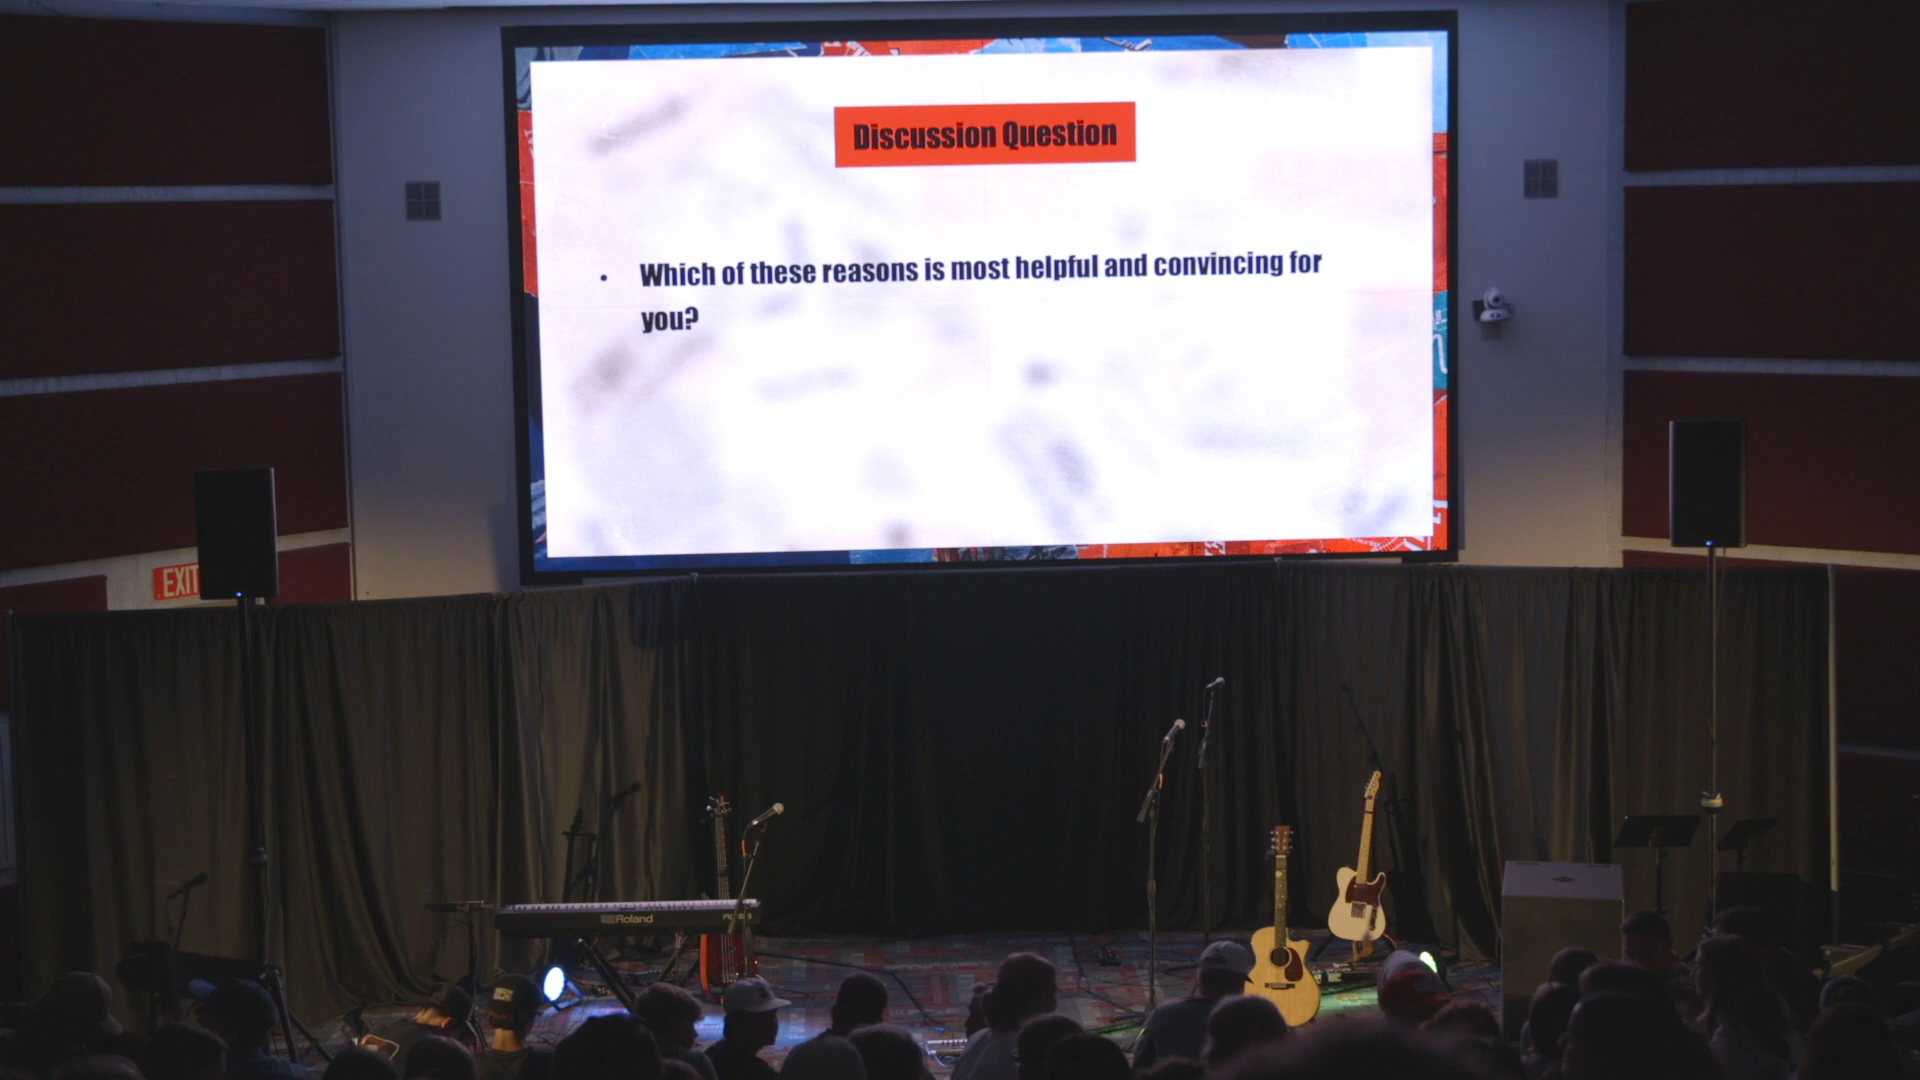 Discussion Question
• Which of these reasons is most helpful and convincing for
you?
EXIT
Roland